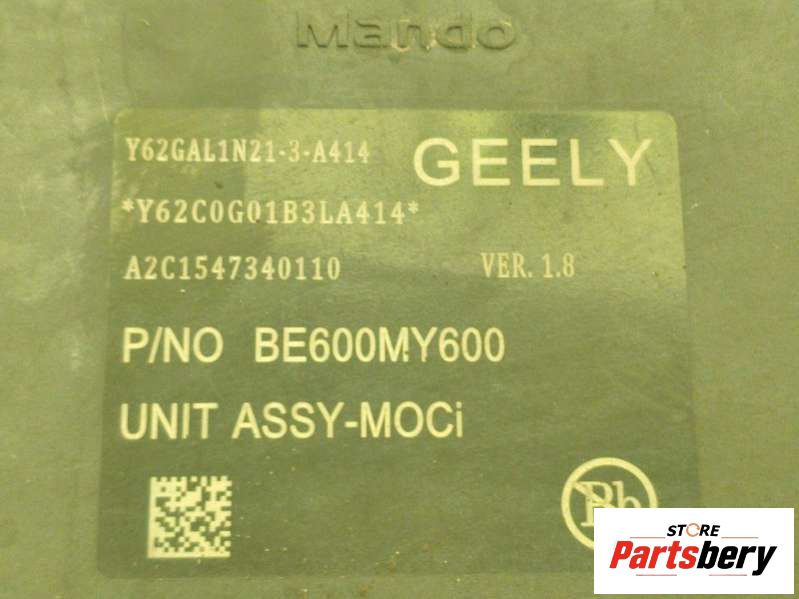 Mando
Y62GAL1N21-3-A414 GEELY
*Y62C0G01B3LA414*
A2C1547340110 VER. 1.8
P/NO BE600MY600
UNIT ASSY-MOCi
Pb
STORE
Partsbery